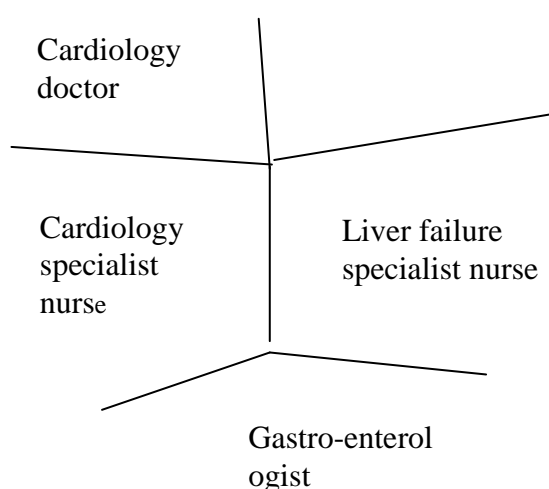 Cardiology
doctor
Cardiology
specialist
nurse
Liver failure
specialist nurse
Gastro-enterol
ogist